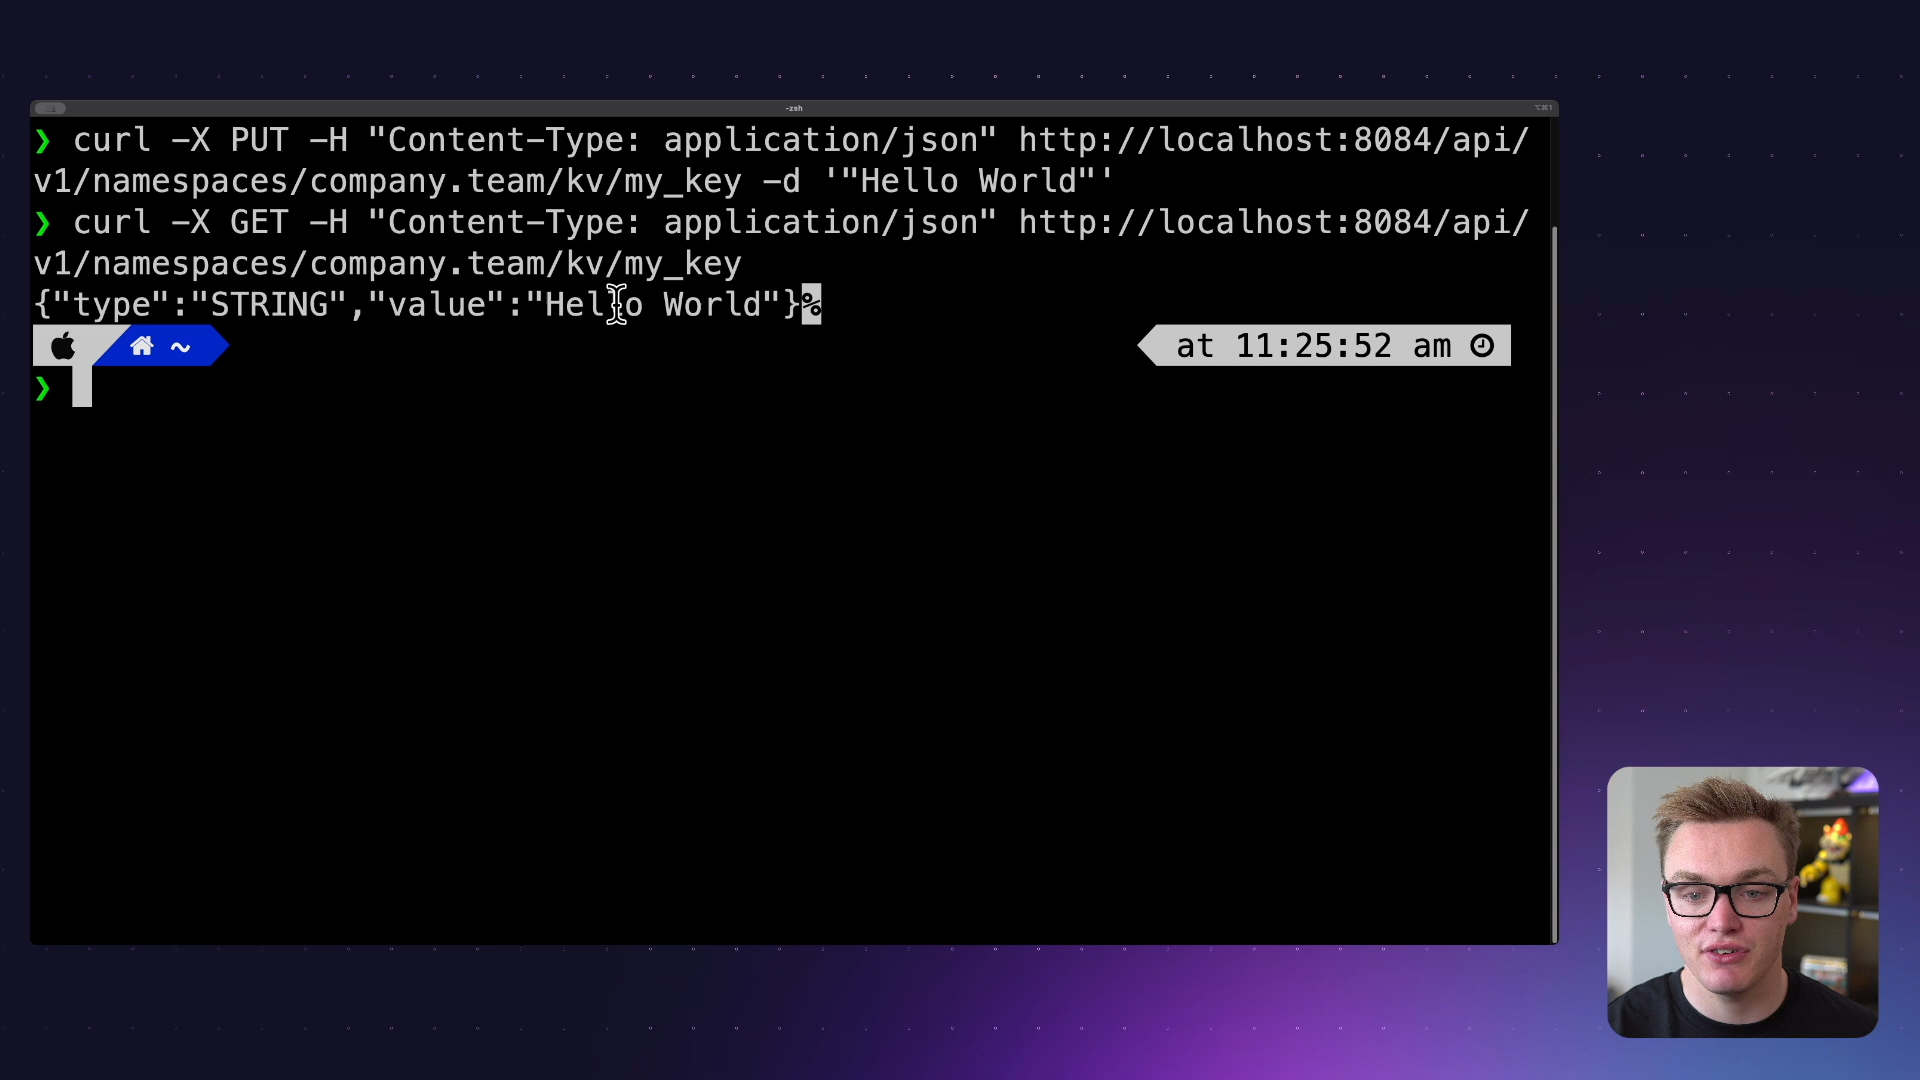 -zsh
⌥⌘1
❯ curl -X PUT -H "Content-Type: application/json" http://localhost:8084/api/
v1/namespaces/company.team/kv/my_key -d '"Hello World"'
❯ curl -X GET -H "Content-Type: application/json" http://localhost:8084/api/
v1/namespaces/company.team/kv/my_key
{"type":"STRING","value":"Hello World"}%
~
at 11:25:52 am
❯